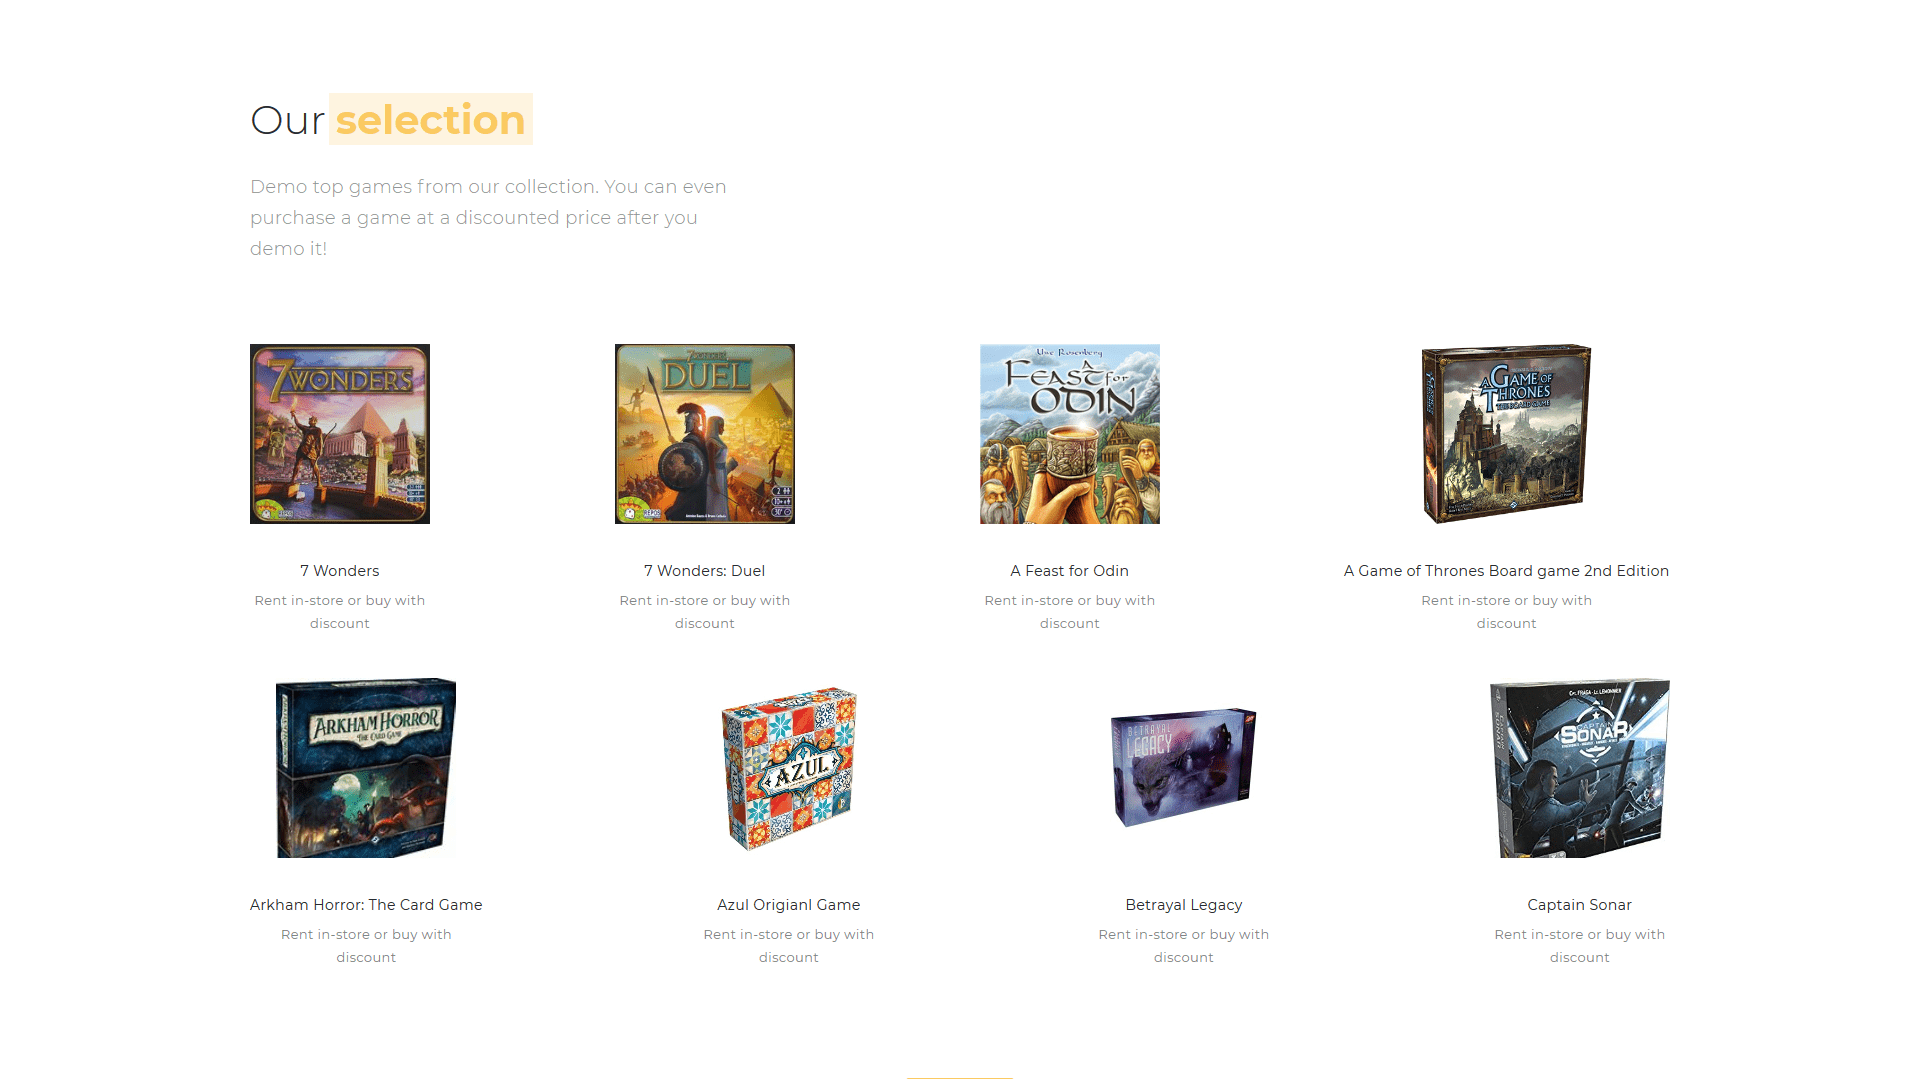 Our selection
Demo top games from our collection. You can even
purchase a game at a discounted price after you
demo it!
7 WONDERS
7 WONDERS
DUEL
Uwe Rosenberg
A
FEAST for
ODIN
A GAME OF
THRONES
THE BOARD GAME
REPOS
REPOS
7 Wonders
Rent in-store or buy with
discount
7 Wonders: Duel
Rent in-store or buy with
discount
A Feast for Odin
Rent in-store or buy with
discount
A Game of Thrones Board game 2nd Edition
Rent in-store or buy with
discount
ARKHAM HORROR
THE CARD GAME
AZUL
BETRAYAL
LEGACY
CAPTAIN
SONAR
Arkham Horror: The Card Game
Rent in-store or buy with
discount
Azul Origianl Game
Rent in-store or buy with
discount
Betrayal Legacy
Rent in-store or buy with
discount
Captain Sonar
Rent in-store or buy with
discount